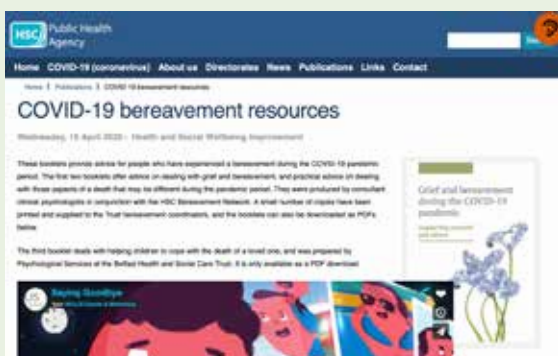 HSC Public Health
Agency
Home COVID-19 (coronavirus) About us Directorates News Publications Links Contact
Home Publications COVID-19 bereavement resources
COVID-19 bereavement resources
Wednesday, 15 April 2020 - Health and Social Wellbeing Improvement
These booklets provide advice for people who have experienced a bereavement during the COVID-19 pandemic
period. The first two booklets offer advice on dealing with grief and bereavement, and practical advice on dealing
with those aspects of a death that may be different during the pandemic period. They were produced by consultant
clinical psychologists in conjunction with the HSC Bereavement Network. A small number of copies have been
printed and supplied to the Trust bereavement coordinators, and the booklets can also be downloaded as PDFs
below.
The third booklet deals with helping children to cope with the death of a loved one, and was prepared by
Psychological Services of the Belfast Health and Social Care Trust. It is only available as a PDF download.
Grief and bereavement
during the COVID-19
pandemic
JS
Saying Goodbye